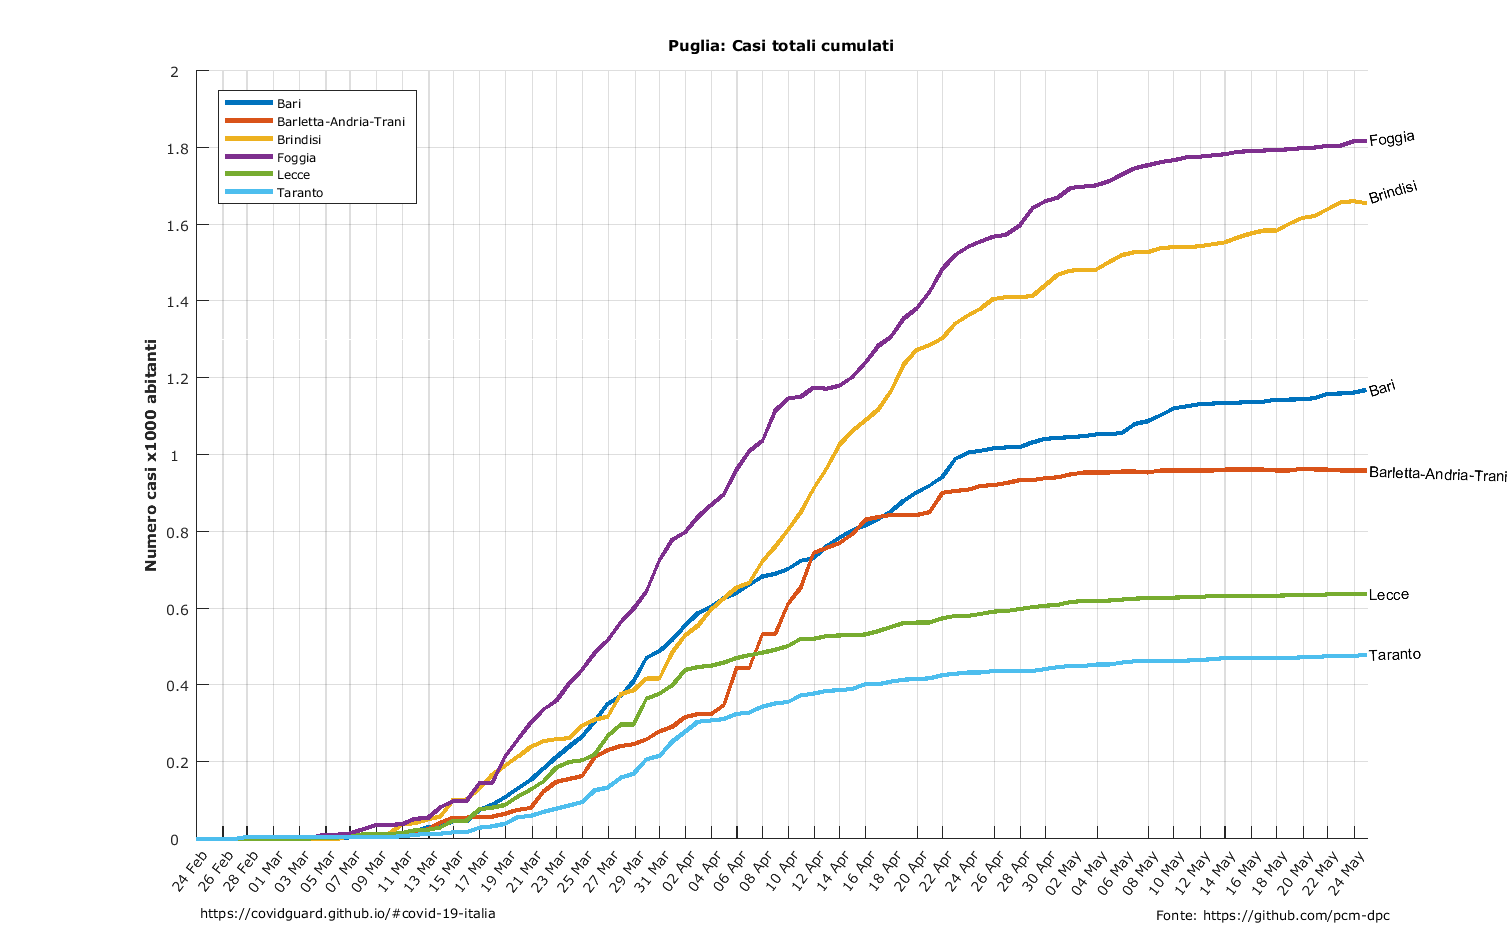 Puglia: Casi totali cumulati
2
1.8
1.6
1.4
1.2
1
0.8
0.6
0.4
0.2
0
Numero casi x1000 abitanti
Bari
Barletta-Andria-Trani
Brindisi
Foggia
Lecce
Taranto
Foggia
Brindisi
Bari
Barletta-Andria-Trani
Lecce
Taranto
24 Feb
26 Feb
28 Feb
01 Mar
03 Mar
05 Mar
07 Mar
09 Mar
11 Mar
13 Mar
15 Mar
17 Mar
19 Mar
21 Mar
23 Mar
25 Mar
27 Mar
29 Mar
31 Mar
02 Apr
04 Apr
06 Apr
08 Apr
10 Apr
12 Apr
14 Apr
16 Apr
18 Apr
20 Apr
22 Apr
24 Apr
26 Apr
28 Apr
30 Apr
02 May
04 May
06 May
08 May
10 May
12 May
14 May
16 May
18 May
20 May
22 May
24 May
https://covidguard.github.io/#covid-19-italia
Fonte: https://github.com/pcm-dpc